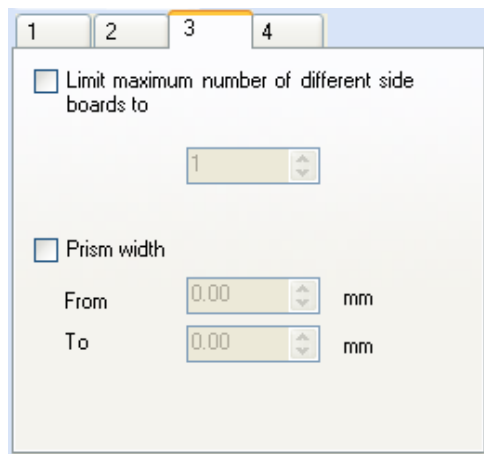 1 2 3 4
Limit maximum number of different side
boards to
1
Prism width
From 0.00 mm
To 0.00 mm